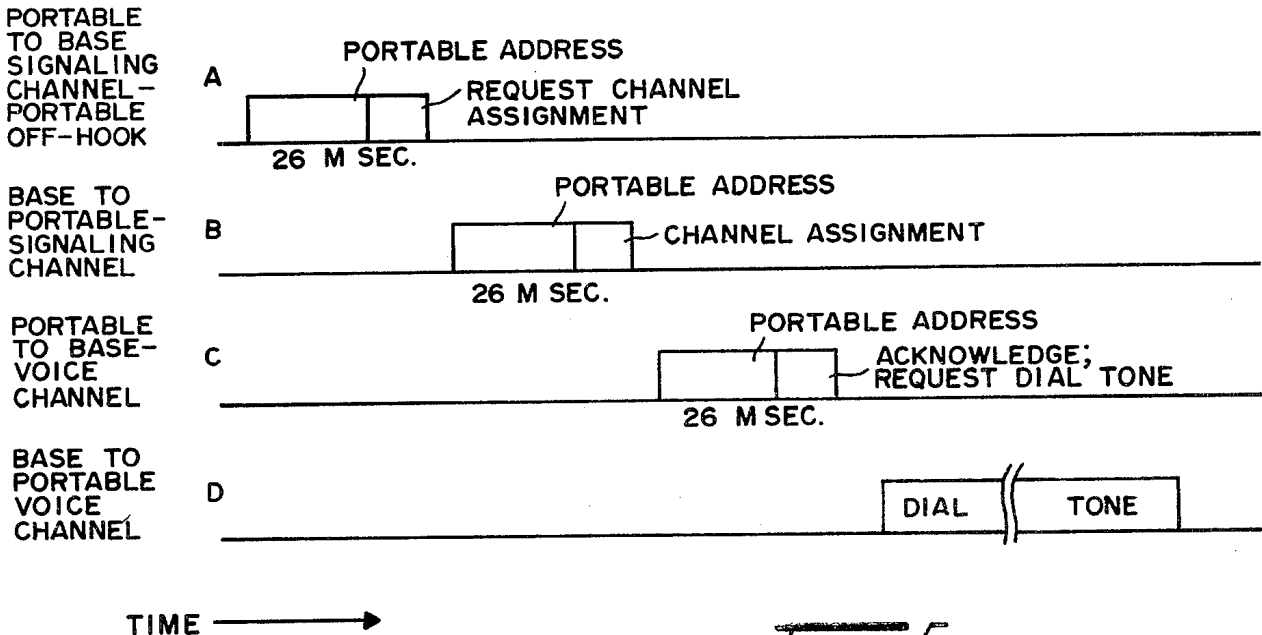 PORTABLE
TO BASE
SIGNALING
CHANNEL-
PORTABLE
OFF-HOOK
A
PORTABLE ADDRESS
REQUEST CHANNEL
ASSIGNMENT
26 M SEC.
BASE TO
PORTABLE-
SIGNALING
CHANNEL
B
PORTABLE ADDRESS
CHANNEL ASSIGNMENT
26 M SEC.
PORTABLE
TO BASE-
VOICE
CHANNEL
C
PORTABLE ADDRESS
ACKNOWLEDGE;
REQUEST DIAL TONE
26 M SEC.
BASE TO
PORTABLE
VOICE
CHANNEL
D
DIAL TONE
TIME